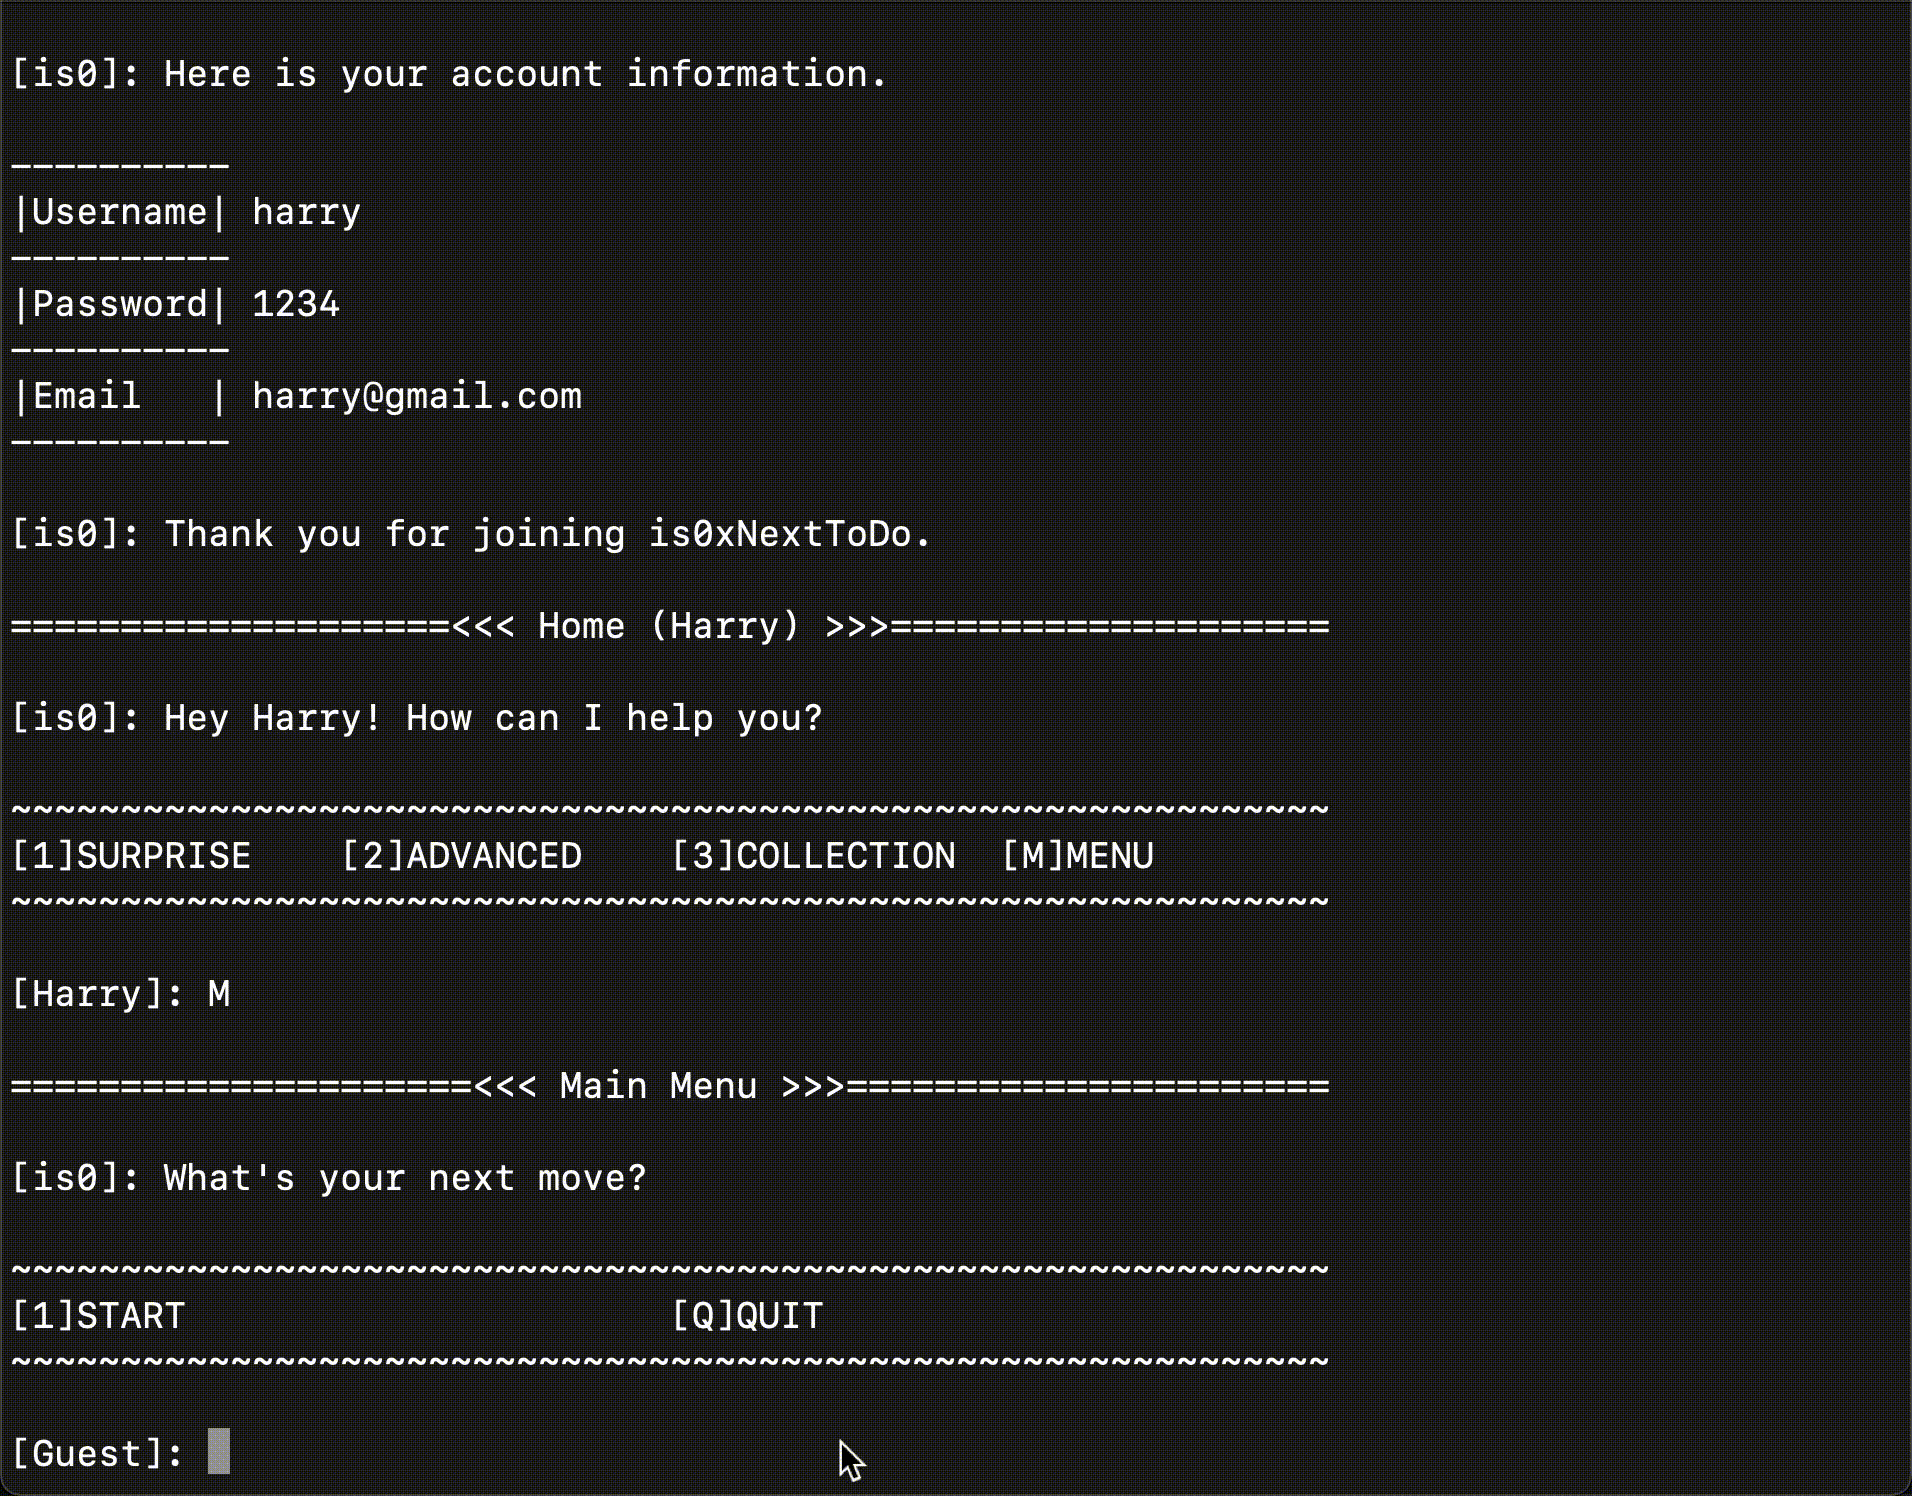 [is0]: Here is your account information.
----------
|Username| harry
----------
|Password| 1234
----------
|Email   | harry@gmail.com
----------
[is0]: Thank you for joining is0xNextToDo.
====================<<< Home (Harry) >>>====================
[is0]: Hey Harry! How can I help you?
~~~~~~~~~~~~~~~~~~~~~~~~~~~~~~~~~~~~~~~~~~~~~~~~~~~~~~~~~~~~
[1]SURPRISE    [2]ADVANCED    [3]COLLECTION  [M]MENU
~~~~~~~~~~~~~~~~~~~~~~~~~~~~~~~~~~~~~~~~~~~~~~~~~~~~~~~~~~~~
[Harry]: M
=====================<<< Main Menu >>>======================
[is0]: What's your next move?
~~~~~~~~~~~~~~~~~~~~~~~~~~~~~~~~~~~~~~~~~~~~~~~~~~~~~~~~~~~~
[1]START                      [Q]QUIT
~~~~~~~~~~~~~~~~~~~~~~~~~~~~~~~~~~~~~~~~~~~~~~~~~~~~~~~~~~~~
[Guest]: